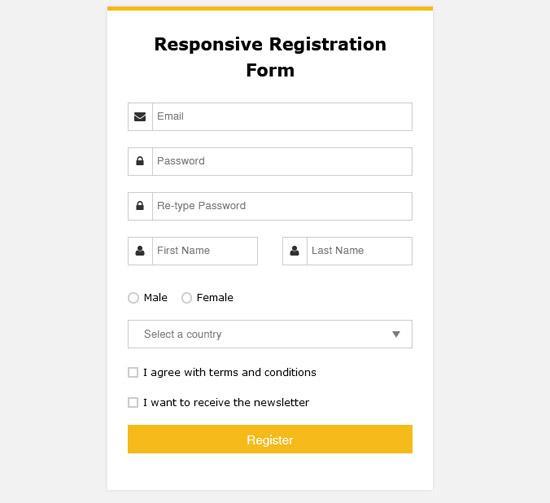 Responsive Registration
Form
Email
Password
Re-type Password
First Name Last Name
Male Female
Select a country
I agree with terms and conditions
I want to receive the newsletter
Register